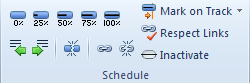 0% 25% 50% 75% 100%
Mark on Track
Respect Links
Inactivate
Schedule